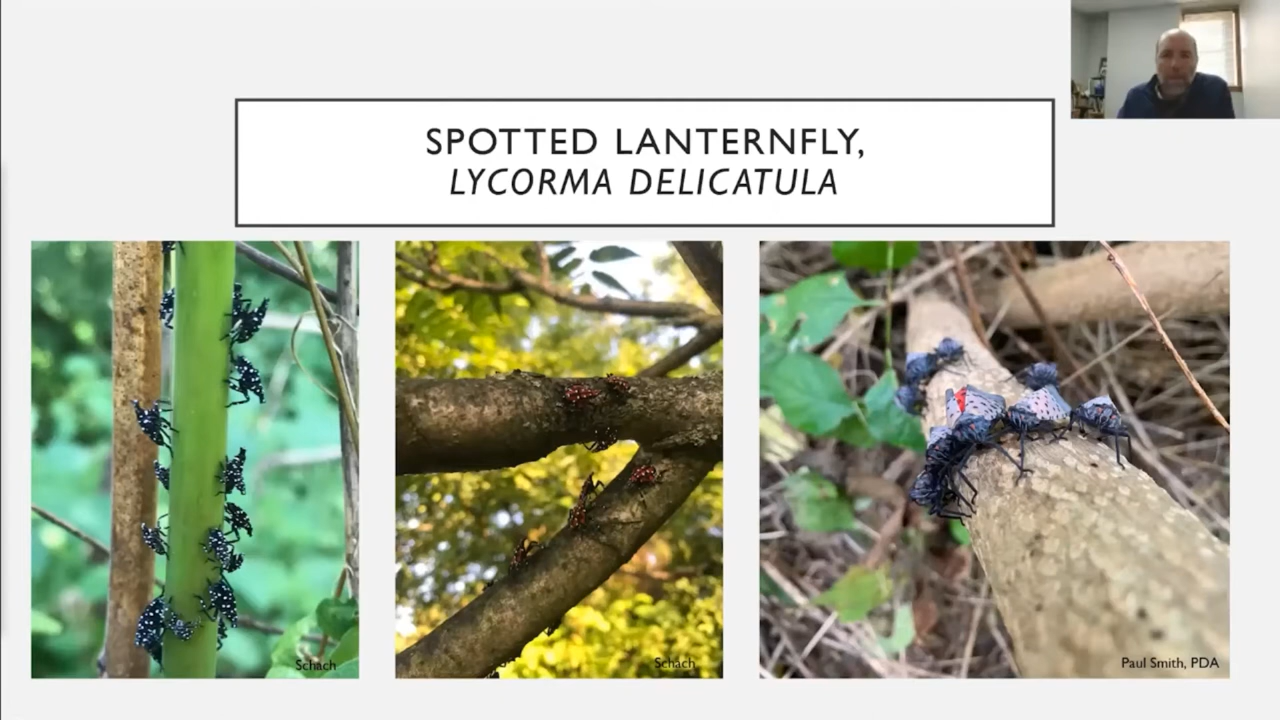 SPOTTED LANTERNFLY,
LYCORMA DELICATULA
Schach
Schach
Paul Smith, PDA